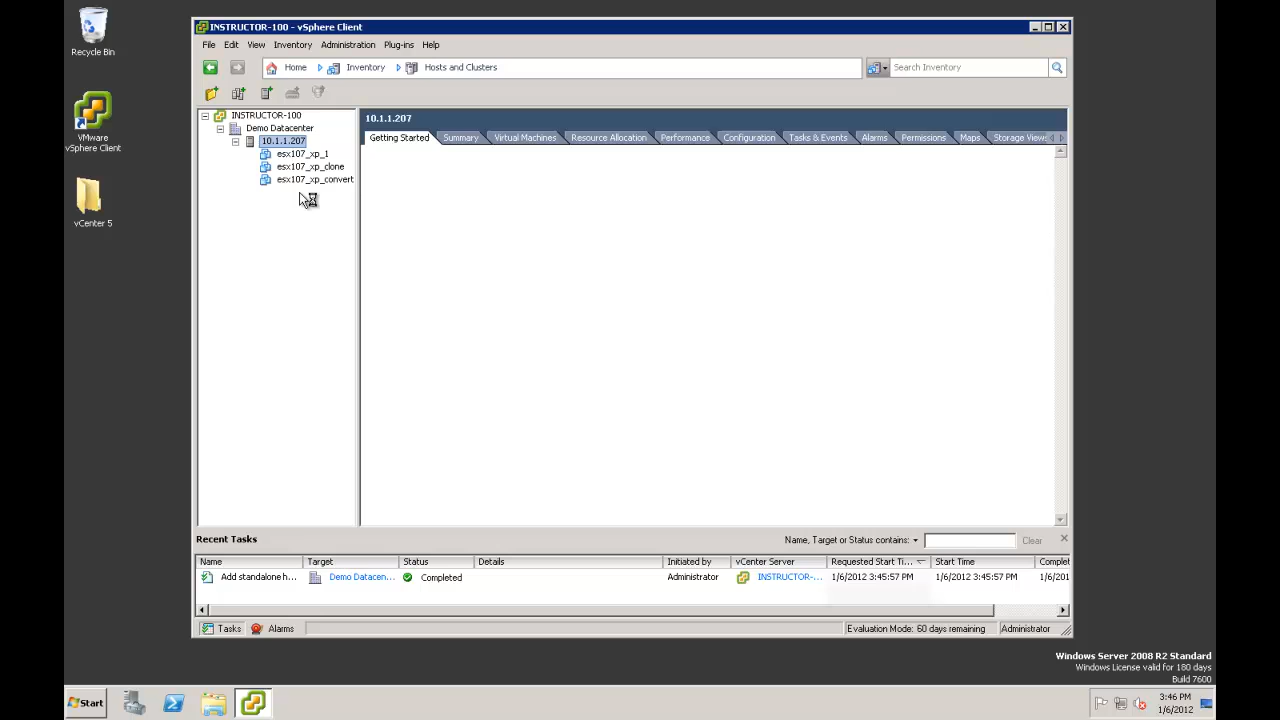 Recycle Bin
VMware
vSphere Client
vCenter 5
INSTRUCTOR-100 - vSphere Client
File Edit View Inventory Administration Plug-ins Help
Home Inventory Hosts and Clusters
Search Inventory
INSTRUCTOR-100
Demo Datacenter
10.1.1.207
esx107_xp_1
esx107_xp_clone
esx107_xp_convert
10.1.1.207
Getting Started Summary Virtual Machines Resource Allocation Performance Configuration Tasks & Events Alarms Permissions Maps Storage Views
Recent Tasks
Name, Target or Status contains: Clear
Name Target Status Details Initiated by vCenter Server Requested Start Ti... Start Time Complet
Add standalone h... Demo Datacen... Completed Administrator INSTRUCTOR-... 1/6/2012 3:45:57 PM 1/6/2012 3:45:57 PM 1/6/201
Tasks Alarms
Evaluation Mode: 60 days remaining Administrator
Windows Server 2008 R2 Standard
Windows License valid for 180 days
Build 7600
Start
3:46 PM
1/6/2012